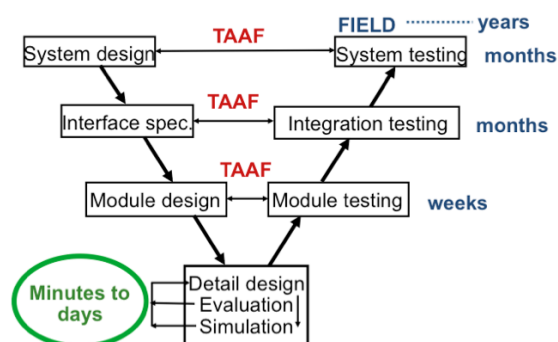 FIELD ........... years
TAAF
System design
System testing
months
TAAF
Interface spec.
Integration testing
months
TAAF
Module design
Module testing
weeks
Minutes to
days
Detail design
Evaluation
Simulation